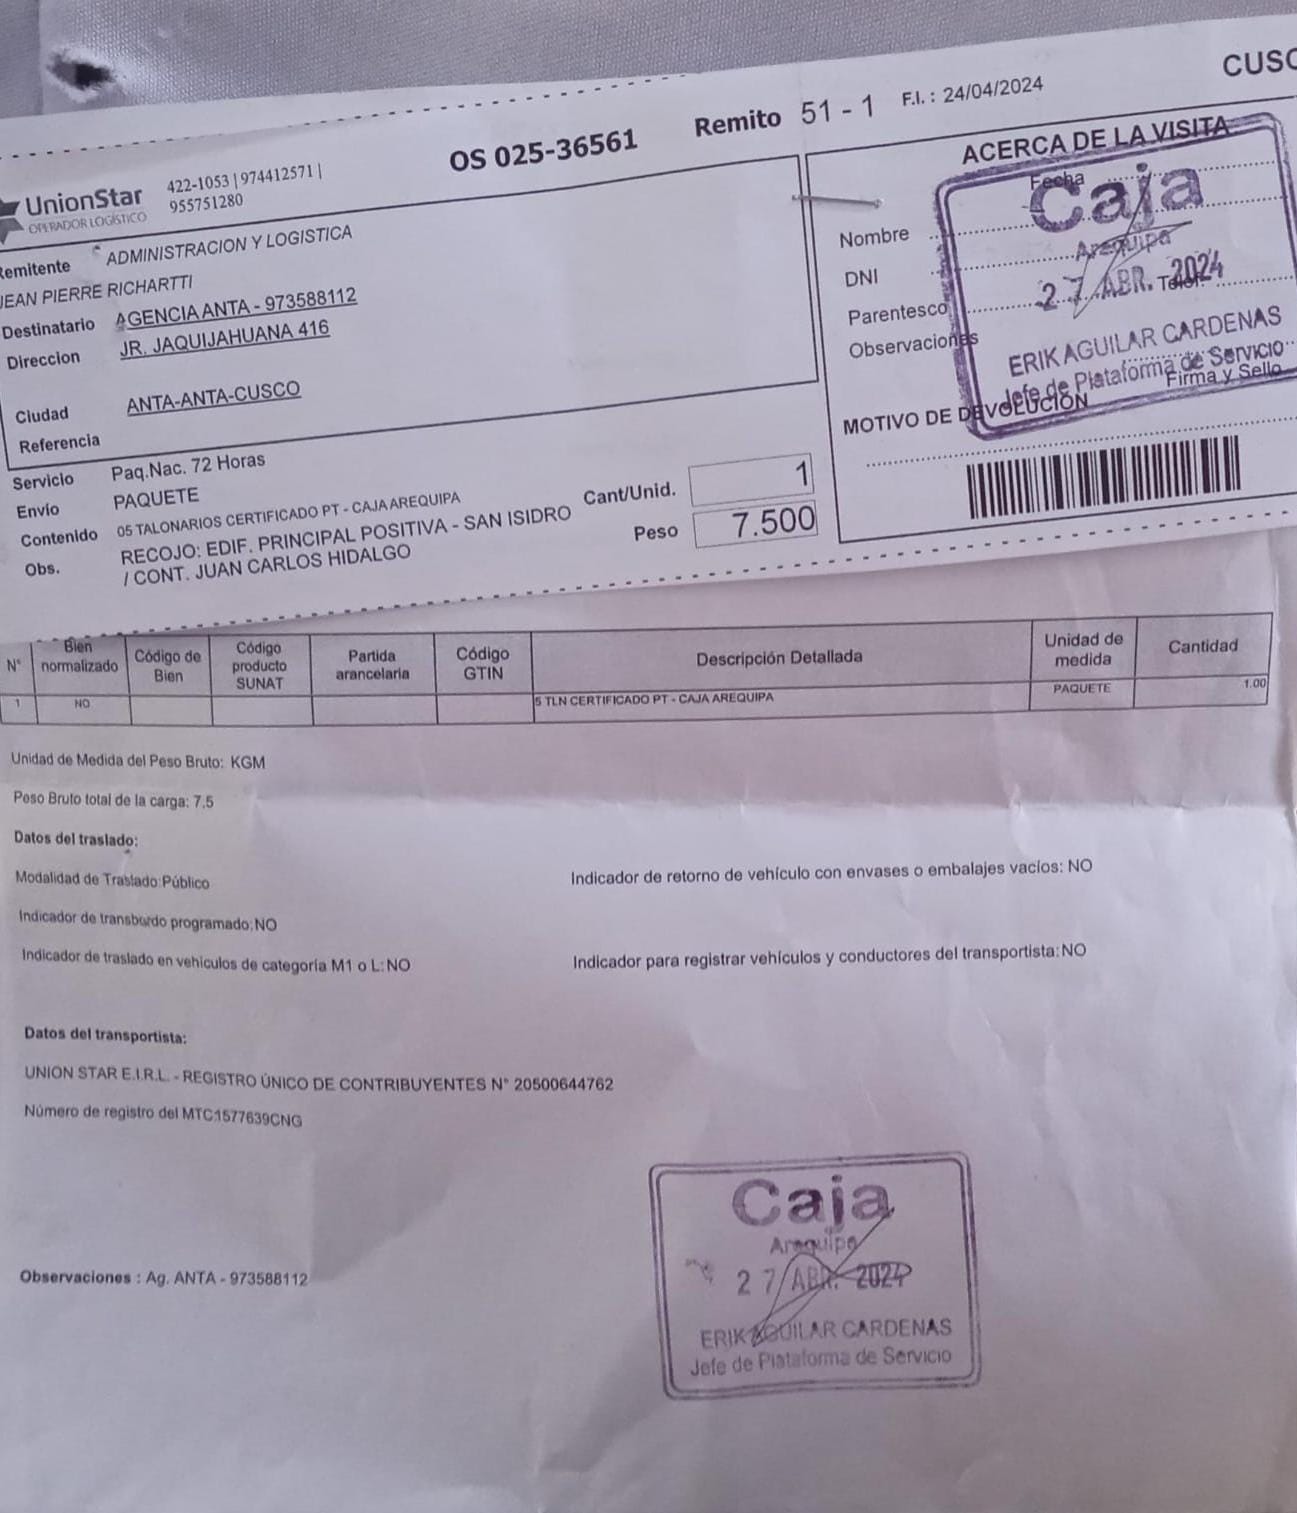 CUSC
OS 025-36561
Remito 51 - 1
F.I. : 24/04/2024
UnionStar
OPERADOR LOGÍSTICO
422-1053 | 974412571 |
955751280
Remitente ADMINISTRACION Y LOGISTICA
JEAN PIERRE RICHARTTI
Destinatario AGENCIA ANTA - 973588112
Direccion JR. JAQUIJAHUANA 416
Ciudad ANTA-ANTA-CUSCO
Referencia
Servicio Paq.Nac. 72 Horas
Envío PAQUETE
Contenido 05 TALONARIOS CERTIFICADO PT - CAJA AREQUIPA
Obs. RECOJO: EDIF. PRINCIPAL POSITIVA - SAN ISIDRO
/ CONT. JUAN CARLOS HIDALGO
Cant/Unid. 1
Peso 7.500
ACERCA DE LA VISITA
Fecha
Nombre
DNI
Parentesco
Observaciones
Firma y Sello
MOTIVO DE DEVOLUCIÓN
Caja
Arequipa
27 ABR. 2024
ERIK AGUILAR CARDENAS
Jefe de Plataforma de Servicio
N° Bien normalizado Código de Bien Código producto SUNAT Partida arancelaria Código GTIN Descripción Detallada Unidad de medida Cantidad
1 NO 5 TLN CERTIFICADO PT - CAJA AREQUIPA PAQUETE 1.00
Unidad de Medida del Peso Bruto: KGM
Peso Bruto total de la carga: 7.5
Datos del traslado:
Modalidad de Traslado:Público
Indicador de retorno de vehículo con envases o embalajes vacíos: NO
Indicador de transbordo programado:NO
Indicador de traslado en vehículos de categoría M1 o L:NO
Indicador para registrar vehículos y conductores del transportista:NO
Datos del transportista:
UNION STAR E.I.R.L. - REGISTRO ÚNICO DE CONTRIBUYENTES N° 20500644762
Número de registro del MTC:1577639CNG
Observaciones : Ag. ANTA - 973588112
Caja
Arequipa
27 ABR. 2024
ERIK AGUILAR CARDENAS
Jefe de Plataforma de Servicio